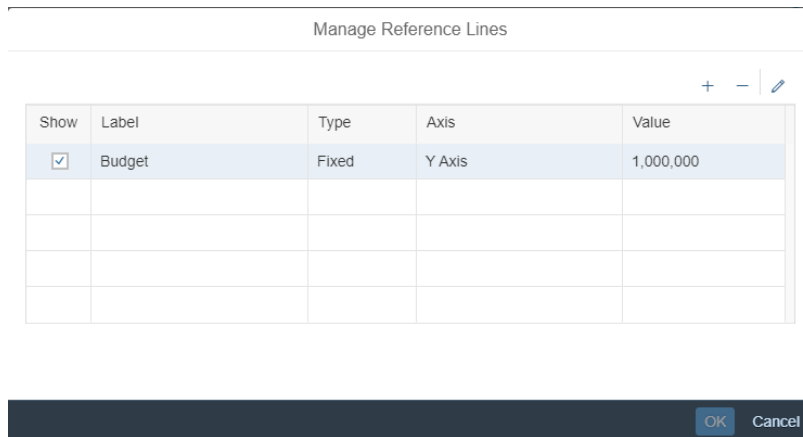 Manage Reference Lines
+ −
Show Label Type Axis Value
Budget Fixed Y Axis 1,000,000
OK Cancel